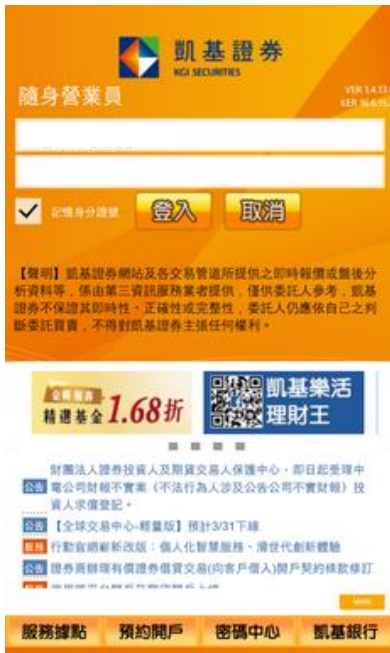 凱基證券
KGI SECURITIES
隨身營業員
VER 1.4.13
記憶身分證號
登入
取消
【聲明】凱基證券網站及各交易管道所提供之即時報價或盤後分
析資料等，係由第三資訊服務業者提供，僅供委託人參考．凱基
證券不保證其即時性、正確性或完整性，委託人仍應依自己之判
斷委託買賣，不得對凱基證券主張任何權利。
精選基金1.68折
凱基樂活
理財王
財團法人證券投資人及期貨交易人保護中心，即日起受理中
公告 電公司財報不實案（不法行為人涉及公告公司不實財報）投
資人求償登記。
公告 【全球交易中心-輕量版】預計3/31下線
服務 行動官網嶄新改版：個人化智慧服務、滑世代創新體驗
公告 證券商辦理有價證券借貸交易(向客戶借入)開戶契約條款修訂
服務據點
預約開戶
密碼中心
凱基銀行